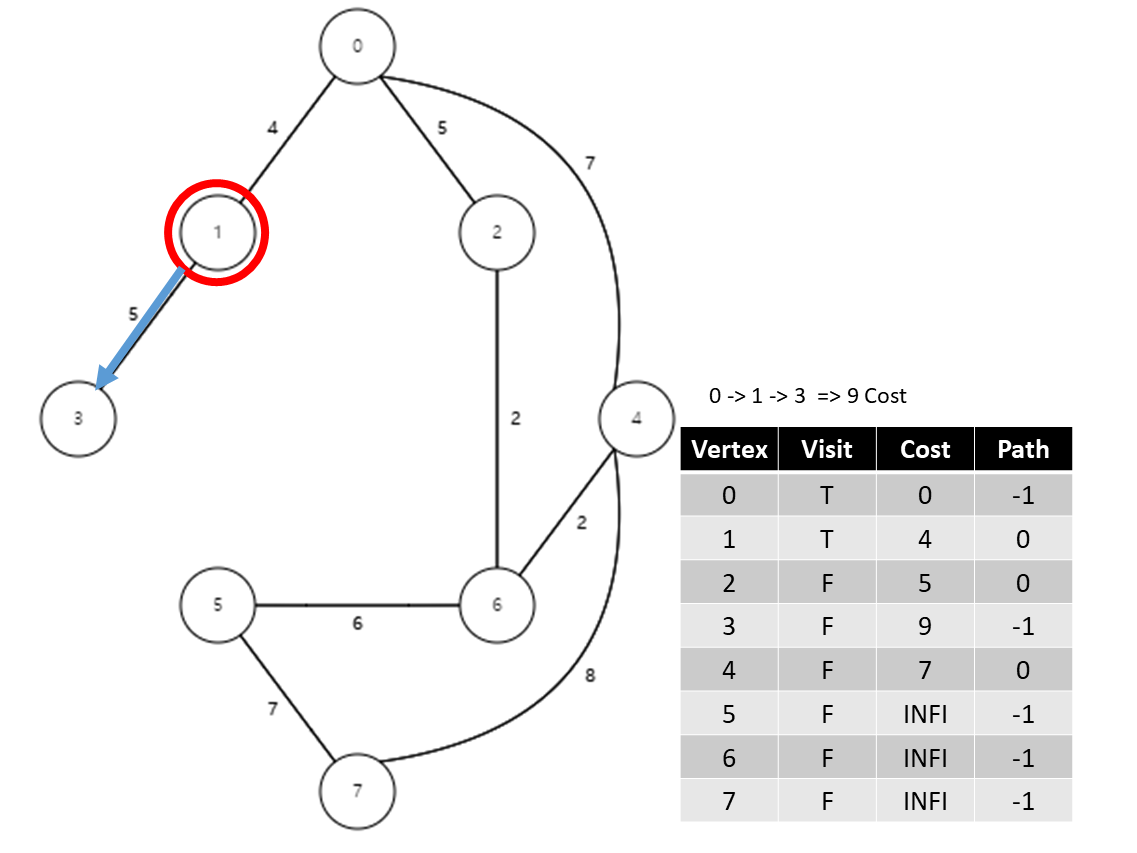 0
4
5
7
1
2
5
3
2
4
0 -> 1 -> 3 => 9 Cost
Vertex Visit Cost Path
0 T 0 -1
1 T 4 0
2 F 5 0
3 F 9 -1
4 F 7 0
5 F INFI -1
6 F INFI -1
7 F INFI -1
2
5
6
6
8
7
7